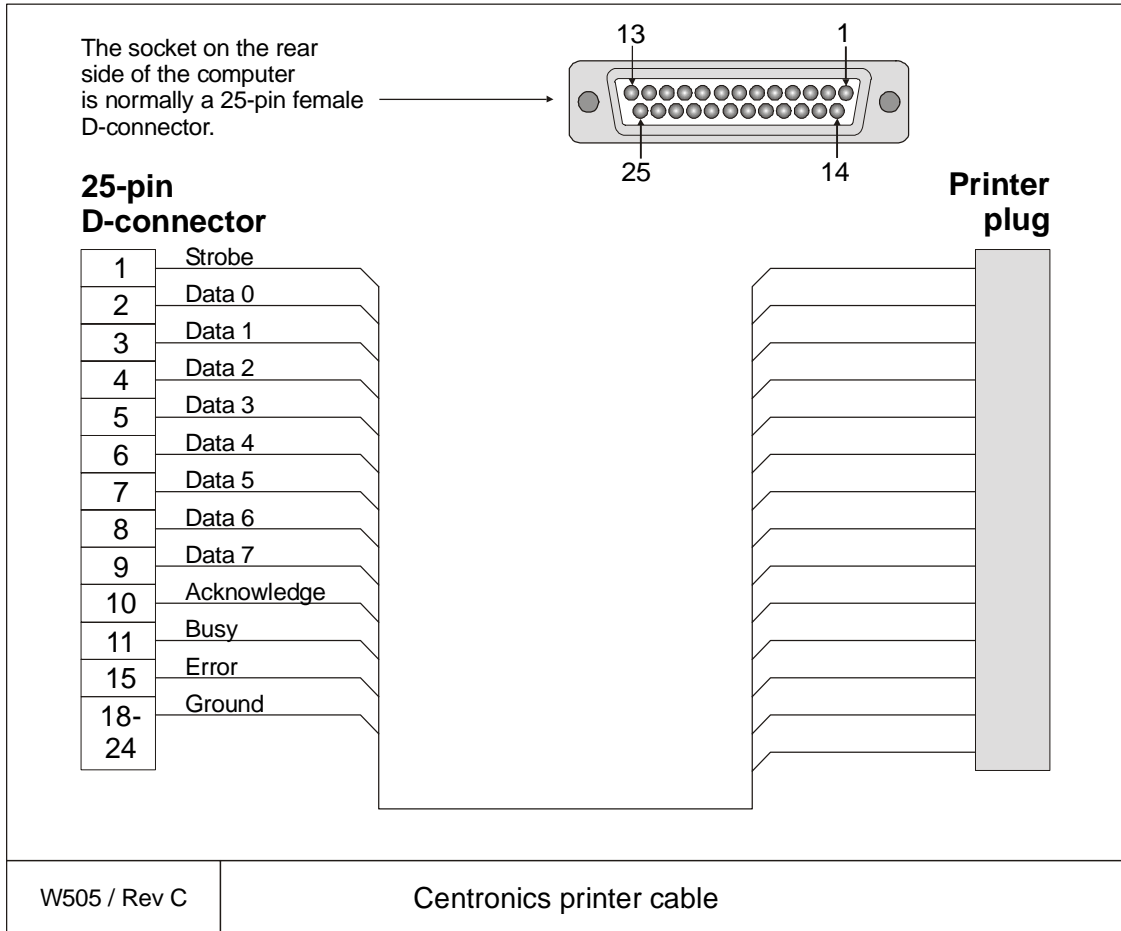 The socket on the rear
side of the computer
is normally a 25-pin female
D-connector.
13 1
25 14
25-pin
D-connector
Printer
plug
1 Strobe
2 Data 0
3 Data 1
4 Data 2
5 Data 3
6 Data 4
7 Data 5
8 Data 6
9 Data 7
10 Acknowledge
11 Busy
15 Error
18- Ground
24
W505 / Rev C
Centronics printer cable